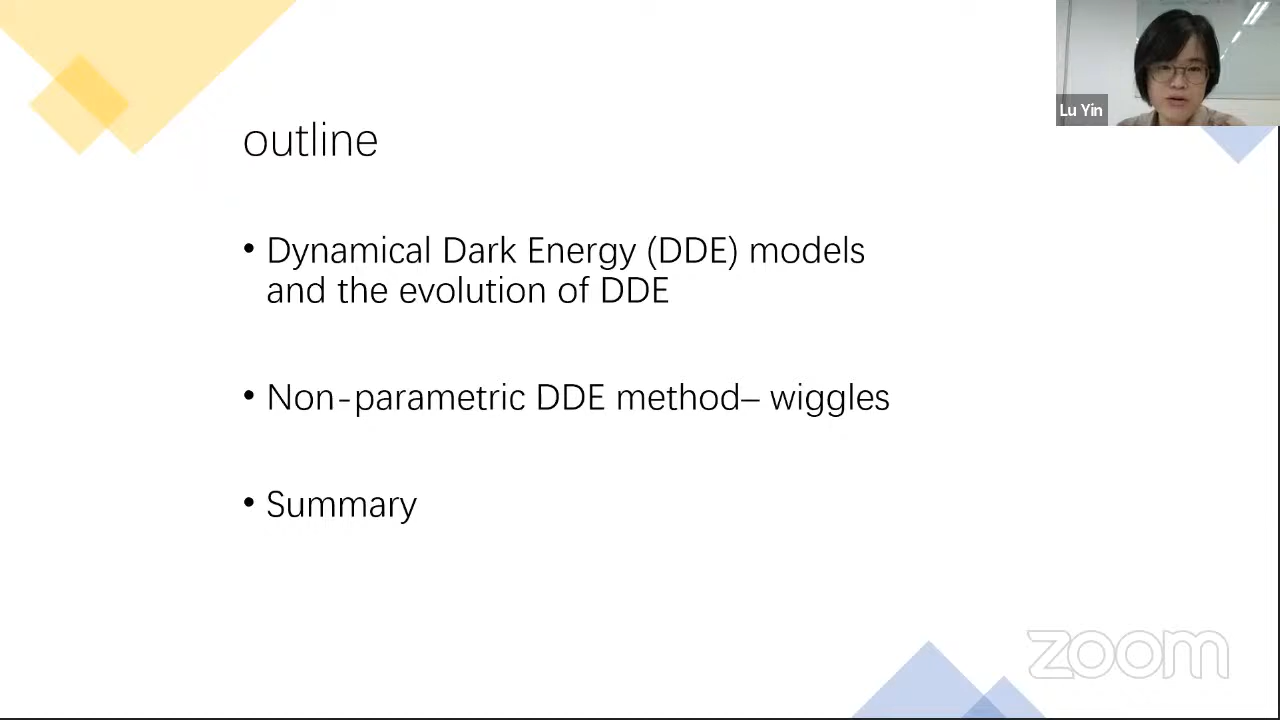 Lu Yin
outline
• Dynamical Dark Energy (DDE) models
and the evolution of DDE
• Non-parametric DDE method– wiggles
• Summary
zoom